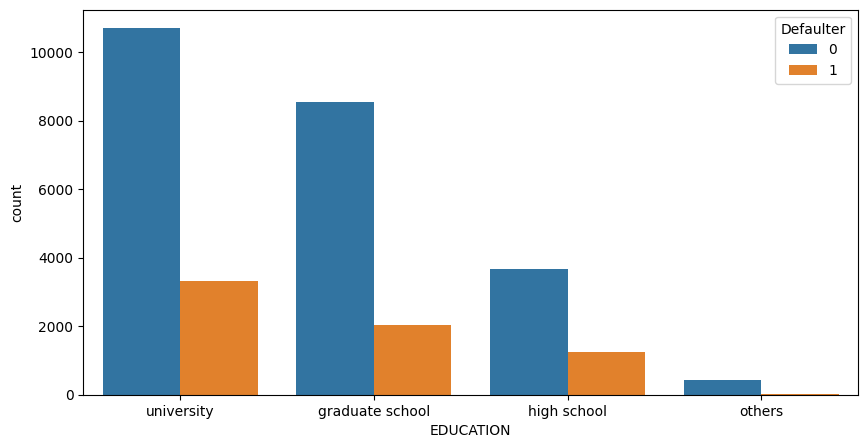 Defaulter
0
1
10000
8000
6000
4000
2000
0
count
university
graduate school
high school
others
EDUCATION